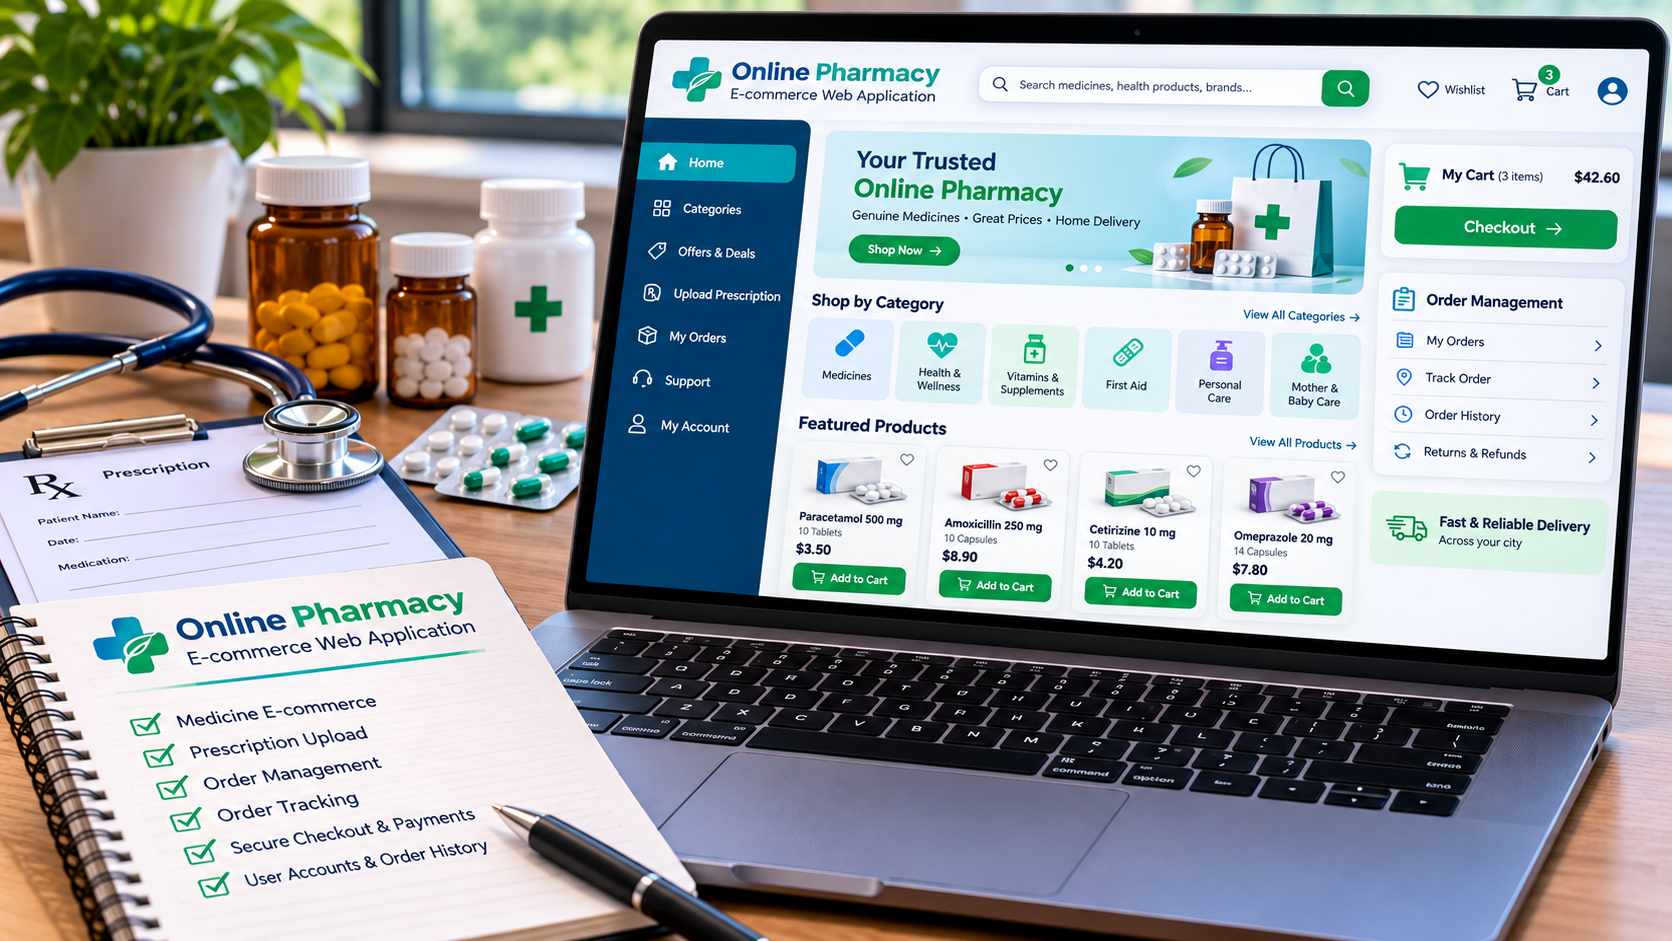 Online Pharmacy
E-commerce Web Application
Search medicines, health products, brands...
Wishlist
3
Cart
Home
Categories
Offers & Deals
Upload Prescription
My Orders
Support
My Account
Your Trusted
Online Pharmacy
Genuine Medicines • Great Prices • Home Delivery
Shop Now →
My Cart (3 items) $42.60
Checkout →
Shop by Category
View All Categories →
Medicines
Health &
Wellness
Vitamins &
Supplements
First Aid
Personal
Care
Mother &
Baby Care
Order Management
My Orders
Track Order
Order History
Returns & Refunds
Featured Products
View All Products →
Paracetamol 500 mg
10 Tablets
$3.50
Add to Cart
Amoxicillin 250 mg
10 Capsules
$8.90
Add to Cart
Cetirizine 10 mg
10 Tablets
$4.20
Add to Cart
Omeprazole 20 mg
14 Capsules
$7.80
Add to Cart
Fast & Reliable Delivery
Across your city
Rx
Prescription
Patient Name:
Date:
Medication:
Online Pharmacy
E-commerce Web Application
Medicine E-commerce
Prescription Upload
Order Management
Order Tracking
Secure Checkout & Payments
User Accounts & Order History
caps lock
command
option